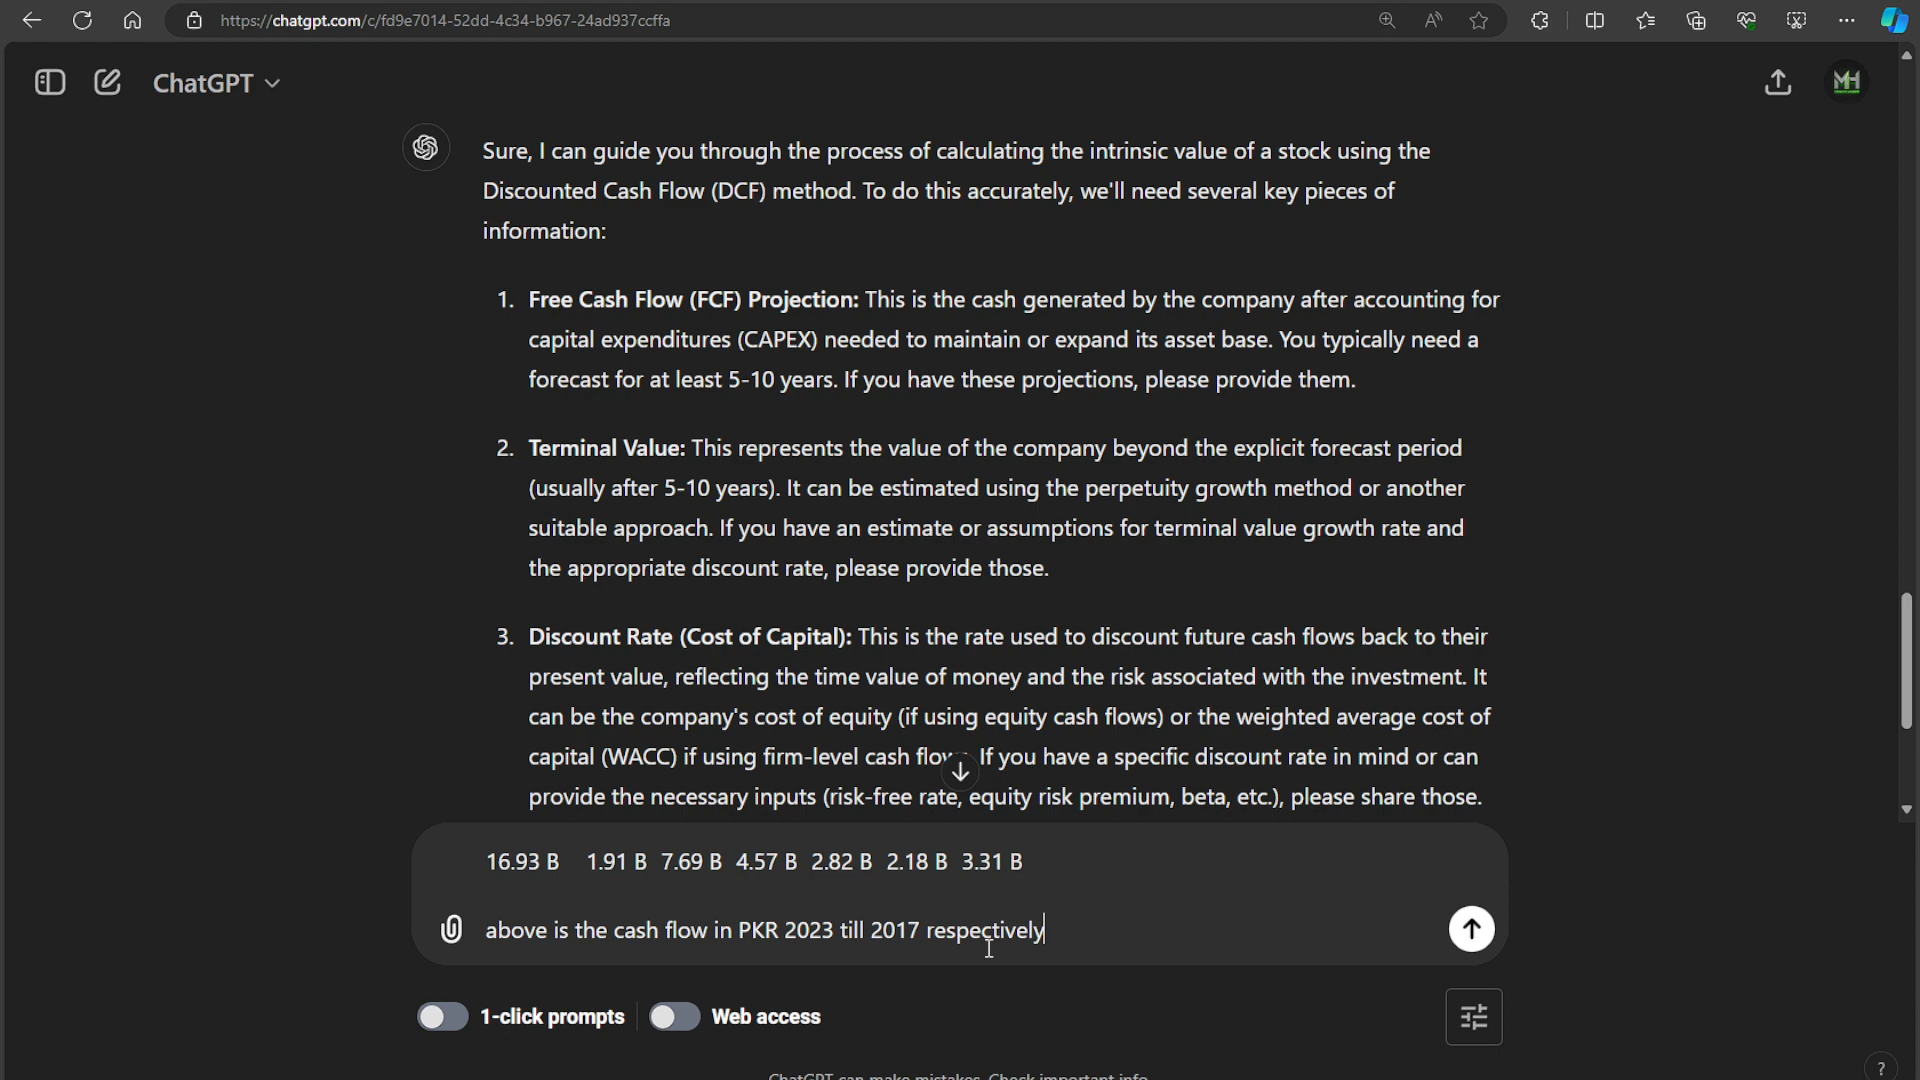 https://chatgpt.com/c/fd9e7014-52dd-4c34-b967-24ad937ccffa
ChatGPT
MH
Sure, I can guide you through the process of calculating the intrinsic value of a stock using the
Discounted Cash Flow (DCF) method. To do this accurately, we'll need several key pieces of
information:
1. Free Cash Flow (FCF) Projection: This is the cash generated by the company after accounting for
capital expenditures (CAPEX) needed to maintain or expand its asset base. You typically need a
forecast for at least 5-10 years. If you have these projections, please provide them.
2. Terminal Value: This represents the value of the company beyond the explicit forecast period
(usually after 5-10 years). It can be estimated using the perpetuity growth method or another
suitable approach. If you have an estimate or assumptions for terminal value growth rate and
the appropriate discount rate, please provide those.
3. Discount Rate (Cost of Capital): This is the rate used to discount future cash flows back to their
present value, reflecting the time value of money and the risk associated with the investment. It
can be the company's cost of equity (if using equity cash flows) or the weighted average cost of
capital (WACC) if using firm-level cash flows. If you have a specific discount rate in mind or can
provide the necessary inputs (risk-free rate, equity risk premium, beta, etc.), please share those.
16.93 B 1.91 B 7.69 B 4.57 B 2.82 B 2.18 B 3.31 B
above is the cash flow in PKR 2023 till 2017 respectively
1-click prompts Web access
ChatGPT can make mistakes. Check important info.
?